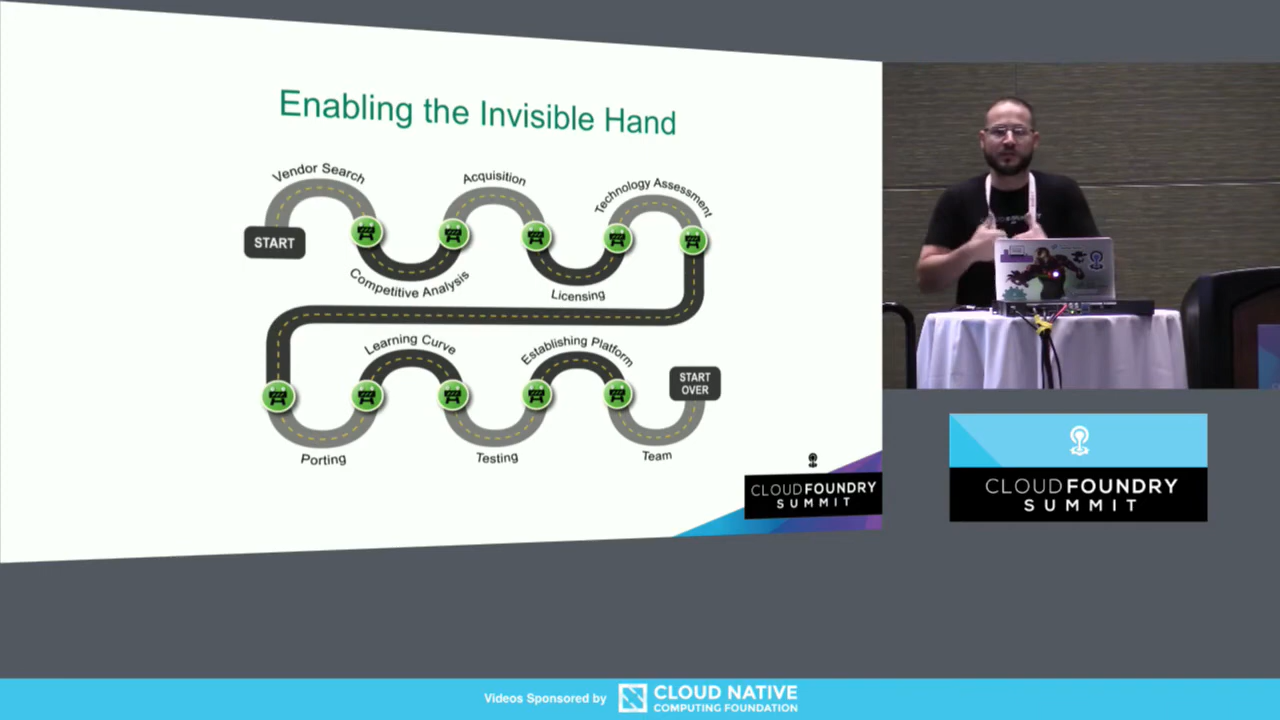 Enabling the Invisible Hand
Vendor Search
Acquisition
Technology Assessment
START
Competitive Analysis
Licensing
Learning Curve
Establishing Platform
START
OVER
Porting
Testing
Team
CLOUDFOUNDRY
SUMMIT
CLOUDFOUNDRY
SUMMIT
Videos Sponsored by
CLOUD NATIVE
COMPUTING FOUNDATION